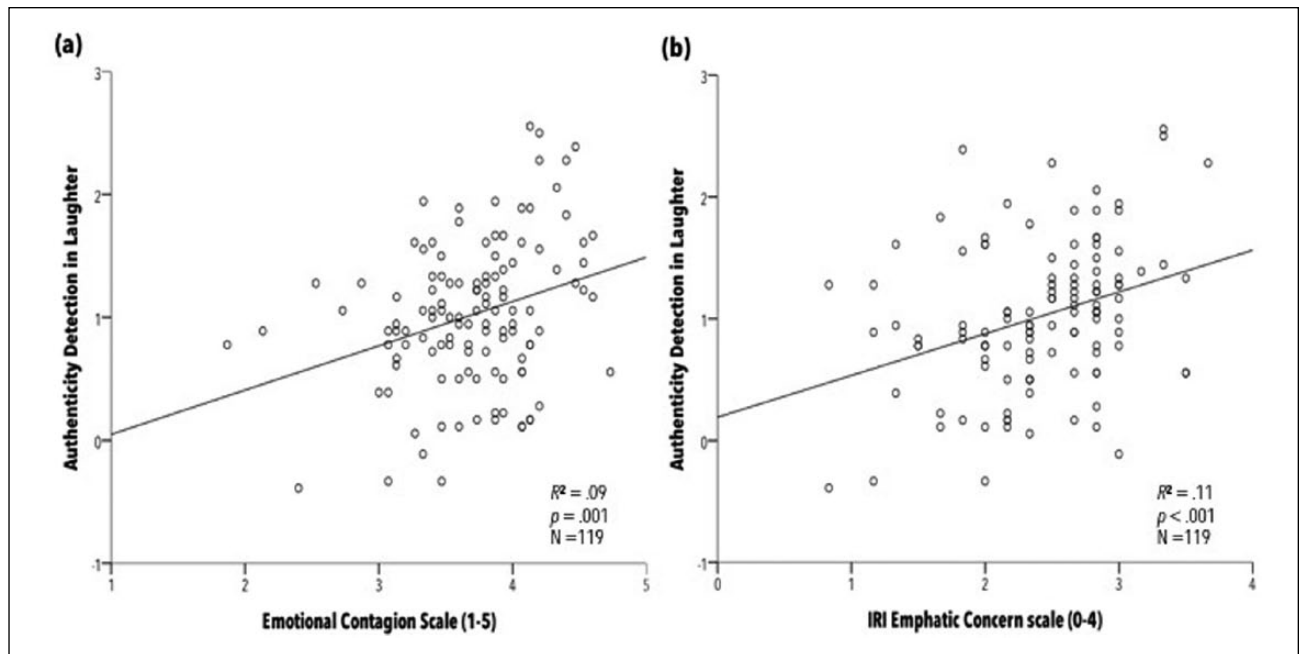 (a)
3
2
1
0
-1
1 2 3 4 5
Authenticity Detection in Laughter
Emotional Contagion Scale (1-5)
R² = .09
p = .001
N =119
(b)
3
2
1
0
-1
0 1 2 3 4
Authenticity Detection in Laughter
IRI Emphatic Concern scale (0-4)
R² = .11
p < .001
N =119